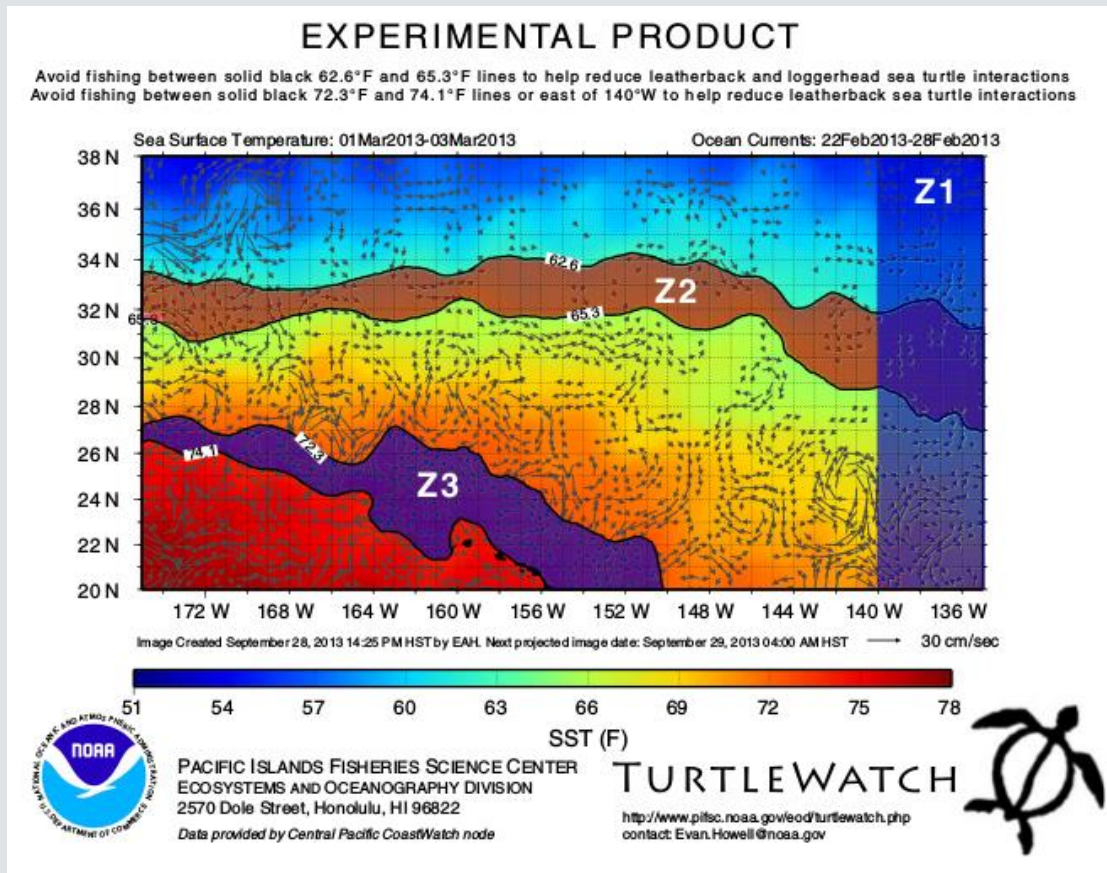 EXPERIMENTAL PRODUCT
Avoid fishing between solid black 62.6°F and 65.3°F lines to help reduce leatherback and loggerhead sea turtle interactions
Avoid fishing between solid black 72.3°F and 74.1°F lines or east of 140°W to help reduce leatherback sea turtle interactions
Sea Surface Temperature: 01Mar2013-03Mar2013 Ocean Currents: 22Feb2013-28Feb2013
38 N
Z1
36 N
34 N
62.6
Z2
32 N
65.3
30 N
28 N
72.3
26 N
74.1
Z3
24 N
22 N
20 N
172 W 168 W 164 W 160 W 156 W 152 W 148 W 144 W 140 W 136 W
Image Created September 28, 2013 14:25 PM HST by EAH. Next projected image date: September 29, 2013 04:00 AM HST 30 cm/sec
51 54 57 60 63 66 69 72 75 78
SST (F)
NATIONAL OCEANIC AND ATMOSPHERIC ADMINISTRATION
NOAA
U.S. DEPARTMENT OF COMMERCE
PACIFIC ISLANDS FISHERIES SCIENCE CENTER
ECOSYSTEMS AND OCEANOGRAPHY DIVISION
2570 Dole Street, Honolulu, HI 96822
Data provided by Central Pacific CoastWatch node
TURTLEWATCH
http://www.pifsc.noaa.gov/eod/turtlewatch.php
contact: Evan.Howell@noaa.gov